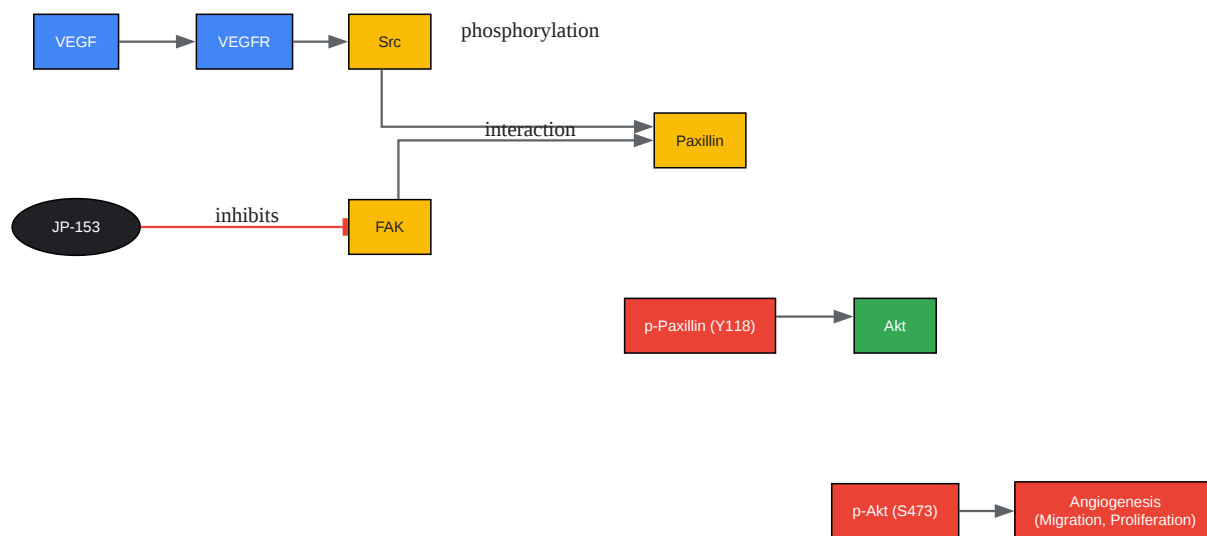 VEGF
VEGFR
Src
phosphorylation
interaction
Paxillin
JP-153
inhibits
FAK
p-Paxillin (Y118)
Akt
p-Akt (S473)
Angiogenesis
(Migration, Proliferation)